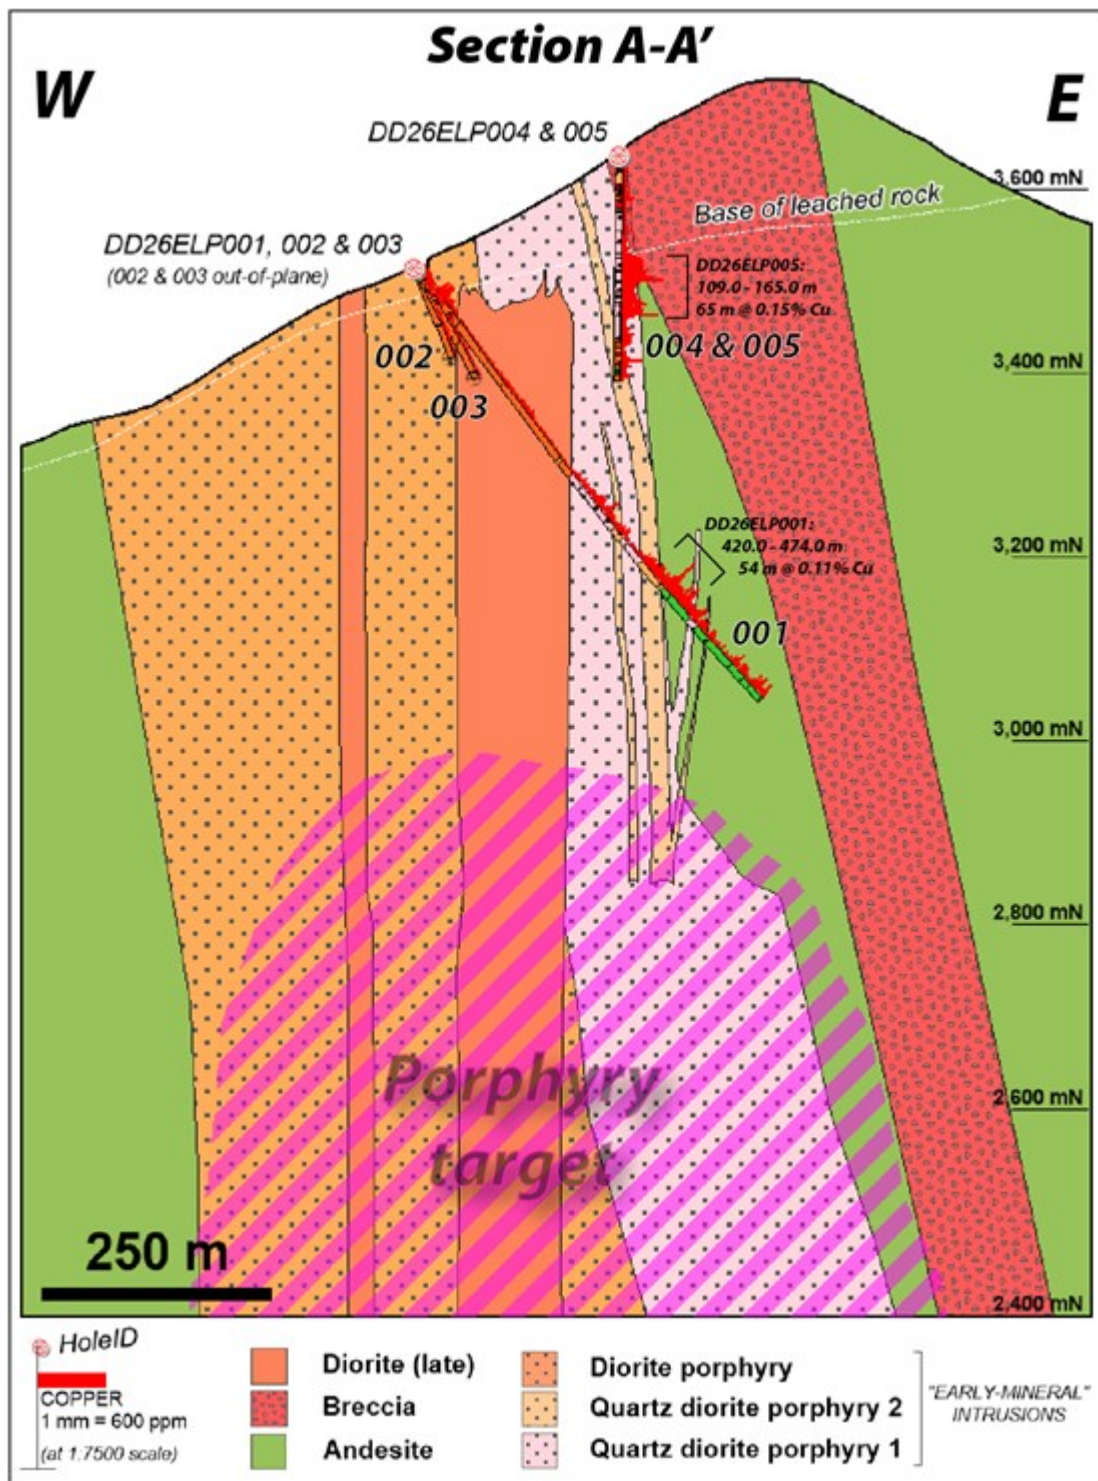 Section A-A'
W
E
DD26ELP004 & 005
3,600 mN
Base of leached rock
DD26ELP001, 002 & 003
(002 & 003 out-of-plane)
DD26ELP005:
109.0 - 165.0 m
65 m @ 0.15% Cu
002
004 & 005
3,400 mN
003
DD26ELP001:
420.0 - 474.0 m
54 m @ 0.11% Cu
3,200 mN
001
3,000 mN
2,800 mN
Porphyry
target
2,600 mN
250 m
2,400 mN
HoleID
COPPER
1 mm = 600 ppm
(at 1:7500 scale)
Diorite (late)
Breccia
Andesite
Diorite porphyry
Quartz diorite porphyry 2
Quartz diorite porphyry 1
"EARLY-MINERAL"
INTRUSIONS